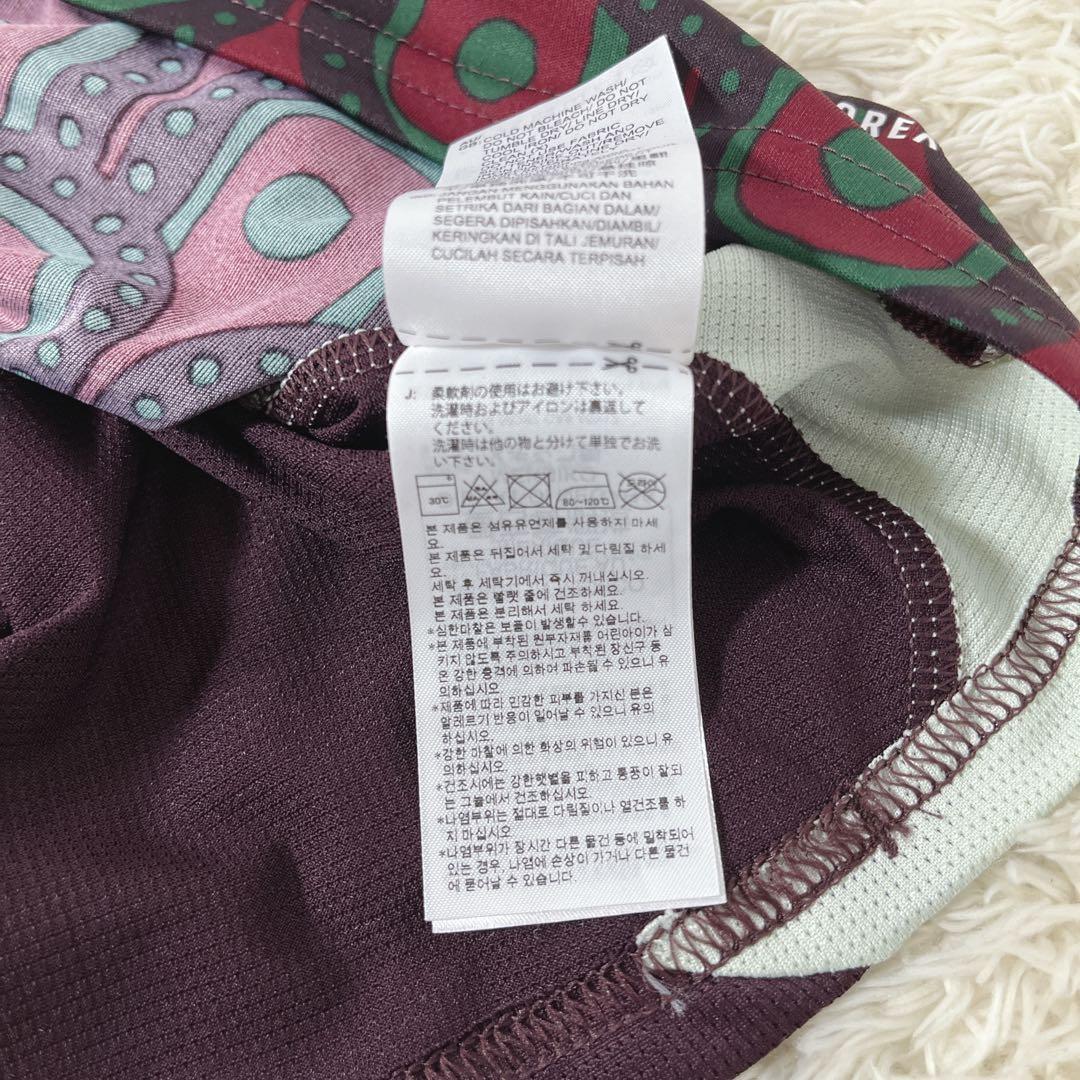 COLD MACHINE WASH/
DO NOT BLEACH/DO NOT
TUMBLE DRY/LINE DRY/
COOL IRON/ DO NOT DRY
MENGGUNAKAN BAHAN
PELEMBUT KAIN/CUCI DAN
SETRIKA DARI BAGIAN DALAM/
SEGERA DIPISAHKAN/DIAMBIL/
KERINGKAN DI TALI JEMURAN/
CUCILAH SECARA TERPISAH
OREX
J: 柔軟剤の使用はお避け下さい。
洗濯時およびアイロンは裏返して
ください。
洗濯時は他の物と分けて単独でお洗
い下さい。
30℃ 80~120℃ 드라이
본 제품은 섬유유연제를 사용하지 마세
요.
본 제품은 뒤집어서 세탁 및 다림질 하세
요.
세탁 후 세탁기에서 즉시 꺼내십시오.
본 제품은 빨랫 줄에 건조하세요.
본 제품은 분리해서 세탁 하세요.
*심한마찰은 보풀이 발생할수 있습니다.
*본 제품에 부착된 원부자재류 어린아이가 삼
키지 않도록 주의하시고 부착된 장신구 등
은 강한 충격에 의하여 파손될 수 있으니 유
의하십시오
*제품에 따라 민감한 피부를 가지신 분은
알레르기 반응이 일어날 수 있으니 유의
하십시오.
*강한 마찰에 의한 화상의 위험이 있으니 유
의하십시오
*건조시에는 강한햇볕을 피하고 통풍이 잘되
는 그늘에서 건조하십시오.
*나염부위는 절대로 다림질이나 열건조를 하
지 마십시오
*나염부위가 장시간 다른 물건 등에 밀착되어
있는 경우, 나염에 손상이 가거나 다른 물건
에 묻어날 수 있습니다.